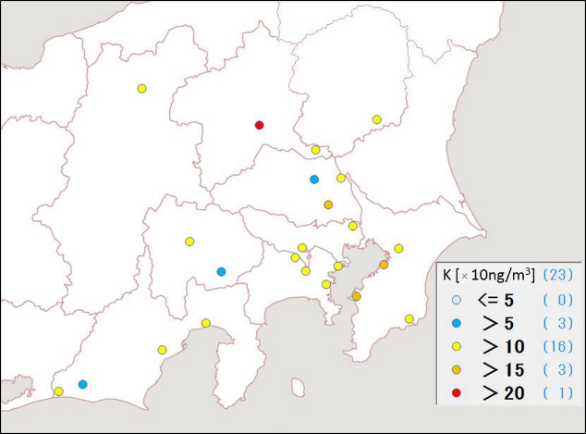 K [×10ng/m³] (23)
<= 5 ( 0)
＞ 5 ( 3)
＞ 10 (16)
＞ 15 ( 3)
＞ 20 ( 1)